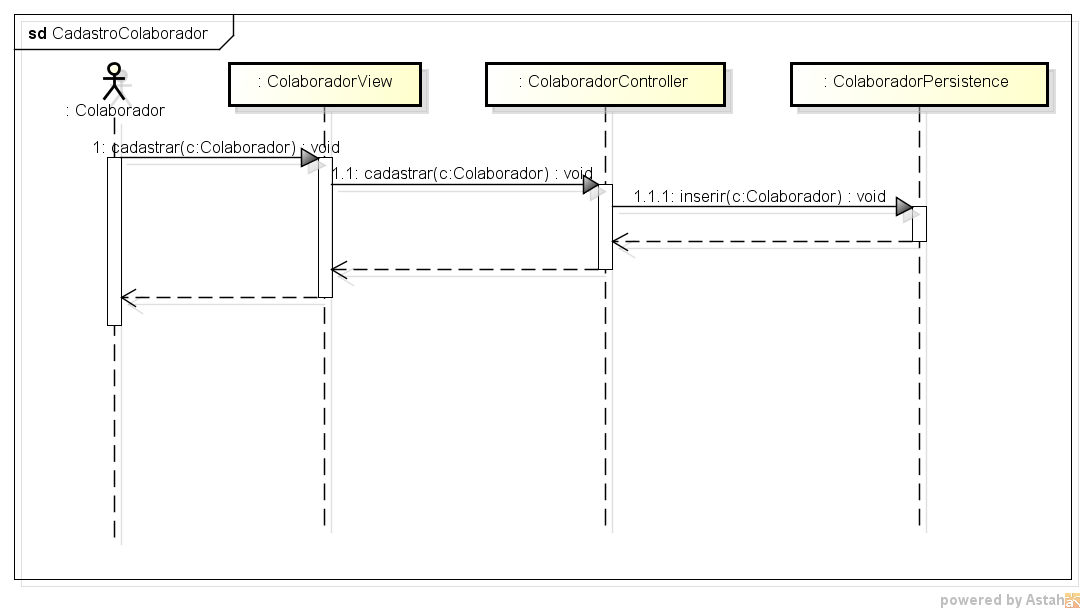 sd CadastroColaborador
: Colaborador
: ColaboradorView
: ColaboradorController
: ColaboradorPersistence
1: cadastrar(c:Colaborador) : void
1.1: cadastrar(c:Colaborador) : void
1.1.1: inserir(c:Colaborador) : void
powered by Astah